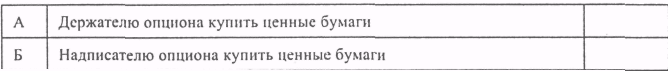 А Держателю опциона купить ценные бумаги
Б Надписателю опциона купить ценные бумаги